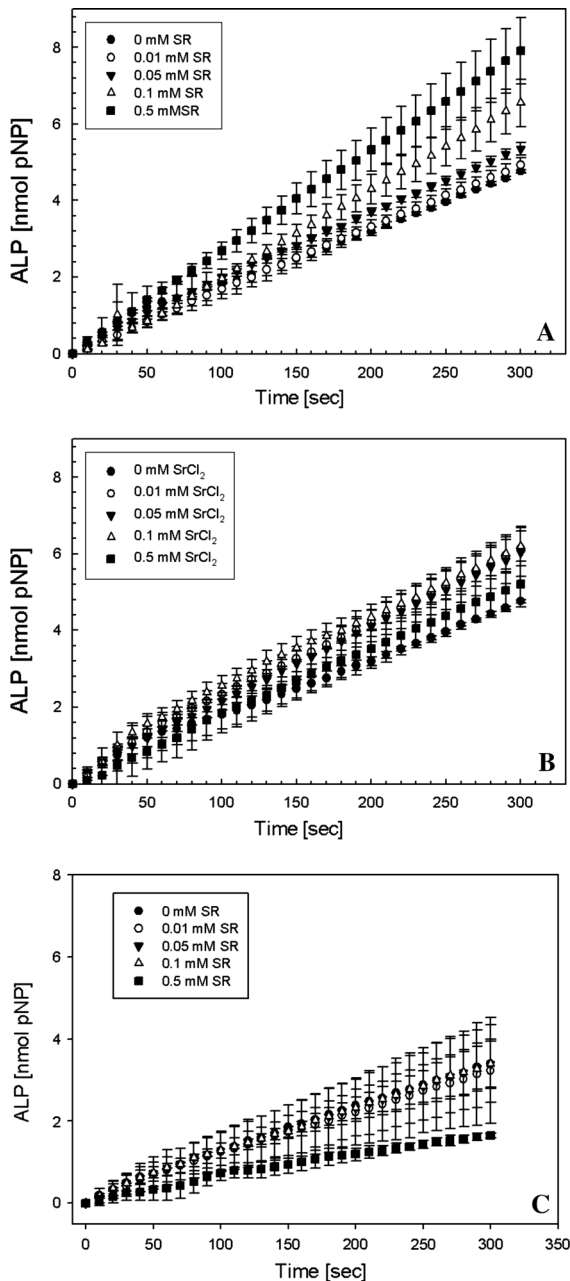 8
6
4
2
0
ALP [nmol pNP]
0 mM SR
0.01 mM SR
0.05 mM SR
0.1 mM SR
0.5 mMSR
A
0 50 100 150 200 250 300
Time [sec]
8
6
4
2
0
ALP [nmol pNP]
0 mM SrCl2
0.01 mM SrCl2
0.05 mM SrCl2
0.1 mM SrCl2
0.5 mM SrCl2
B
0 50 100 150 200 250 300
Time [sec]
8
6
4
2
0
ALP [nmol pNP]
0 mM SR
0.01 mM SR
0.05 mM SR
0.1 mM SR
0.5 mM SR
C
0 50 100 150 200 250 300 350
Time [sec]